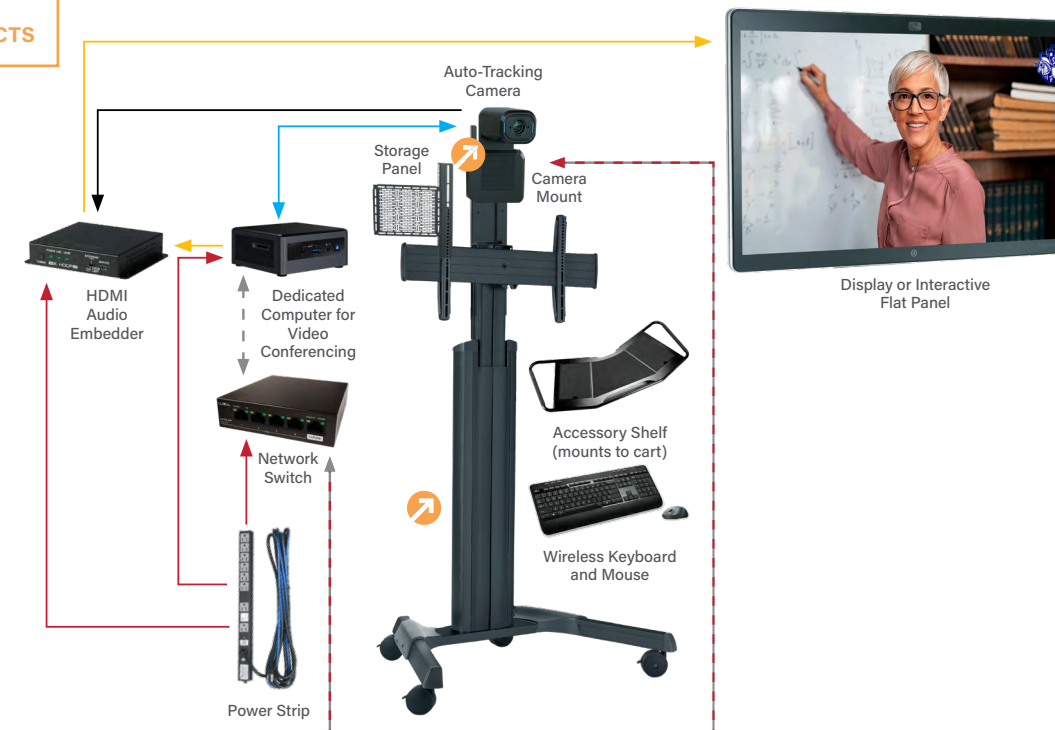 CTS
Auto-Tracking
Camera
Storage
Panel
Camera
Mount
HDMI
Audio
Embedder
Dedicated
Computer for
Video
Conferencing
Display or Interactive
Flat Panel
Accessory Shelf
(mounts to cart)
Network
Switch
Wireless Keyboard
and Mouse
Power Strip